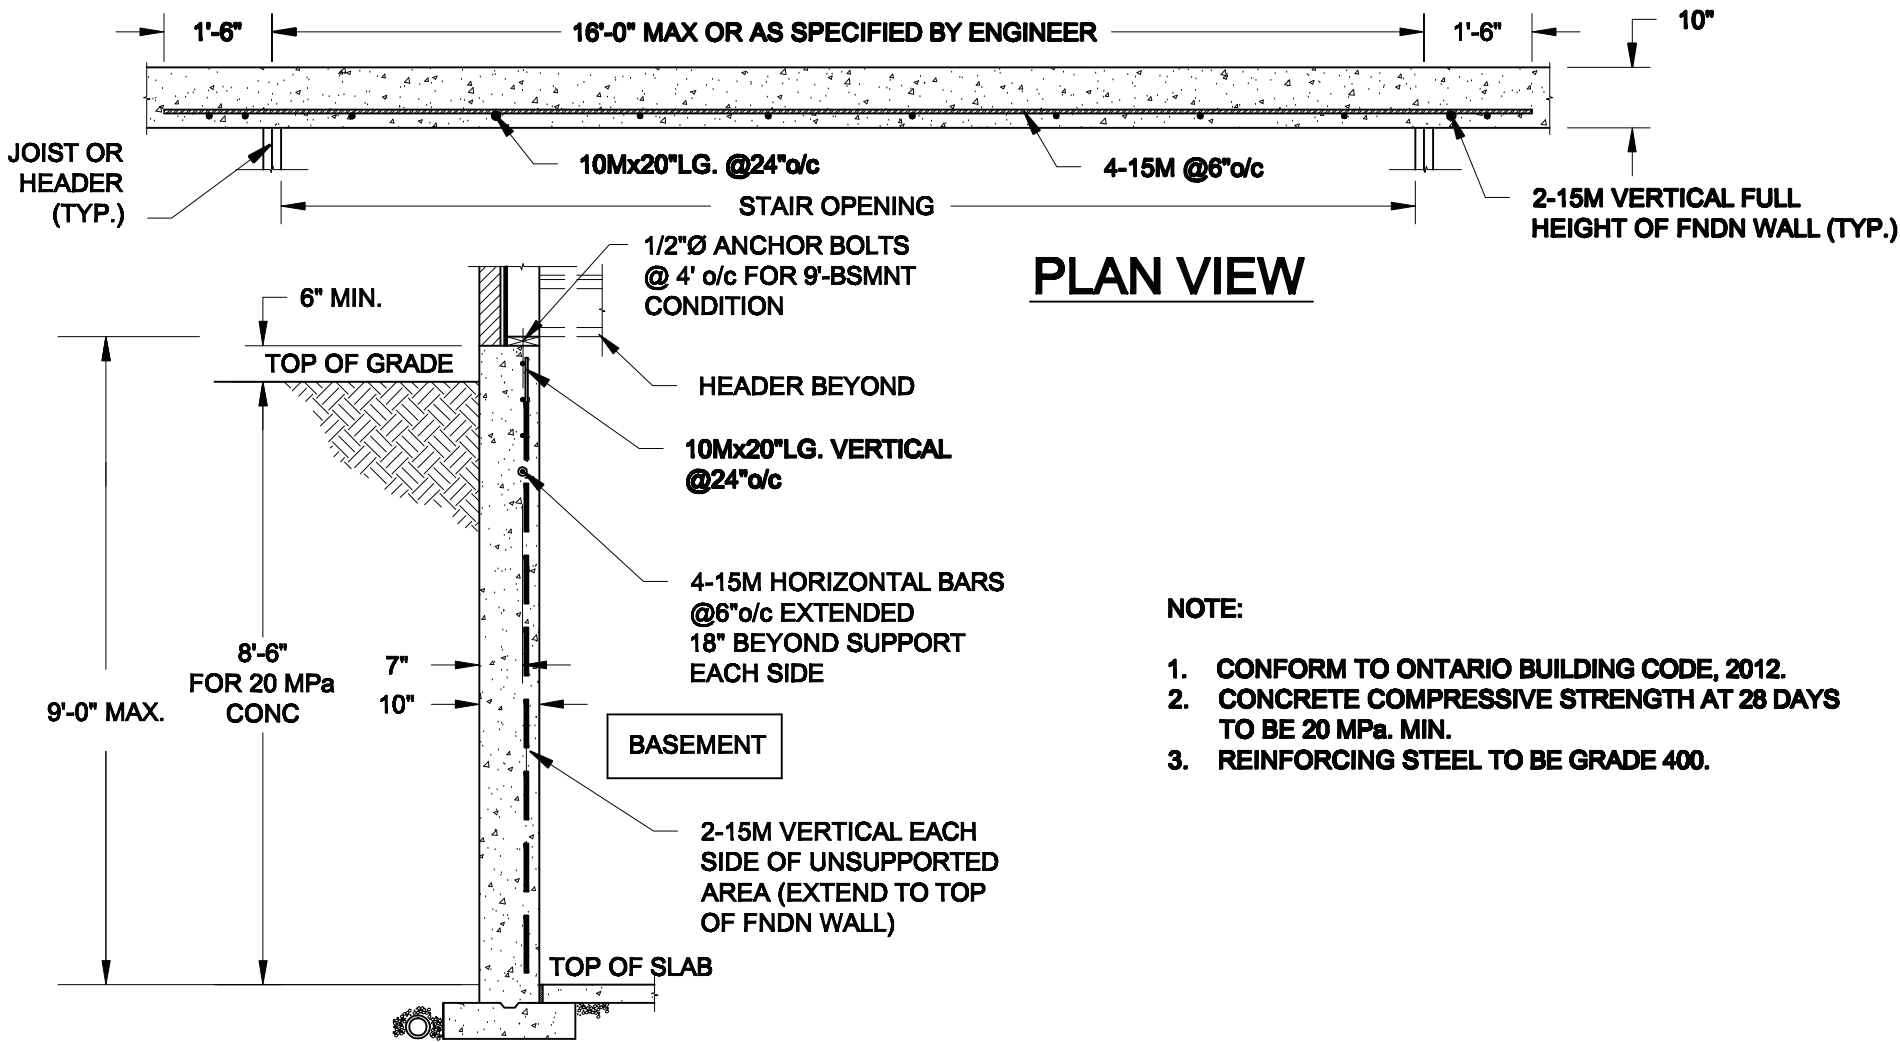 1'-6"
16'-0" MAX OR AS SPECIFIED BY ENGINEER
1'-6"
10"
JOIST OR
HEADER
(TYP.)
10Mx20"LG. @24"o/c
4-15M @6"o/c
STAIR OPENING
2-15M VERTICAL FULL
HEIGHT OF FNDN WALL (TYP.)
PLAN VIEW
1/2"Ø ANCHOR BOLTS
@ 4' o/c FOR 9'-BSMNT
CONDITION
6" MIN.
TOP OF GRADE
HEADER BEYOND
10Mx20"LG. VERTICAL
@24"o/c
4-15M HORIZONTAL BARS
@6"o/c EXTENDED
18" BEYOND SUPPORT
EACH SIDE
8'-6"
FOR 20 MPa
CONC
7"
10"
9'-0" MAX.
BASEMENT
2-15M VERTICAL EACH
SIDE OF UNSUPPORTED
AREA (EXTEND TO TOP
OF FNDN WALL)
TOP OF SLAB
NOTE:
1. CONFORM TO ONTARIO BUILDING CODE, 2012.
2. CONCRETE COMPRESSIVE STRENGTH AT 28 DAYS
TO BE 20 MPa. MIN.
3. REINFORCING STEEL TO BE GRADE 400.